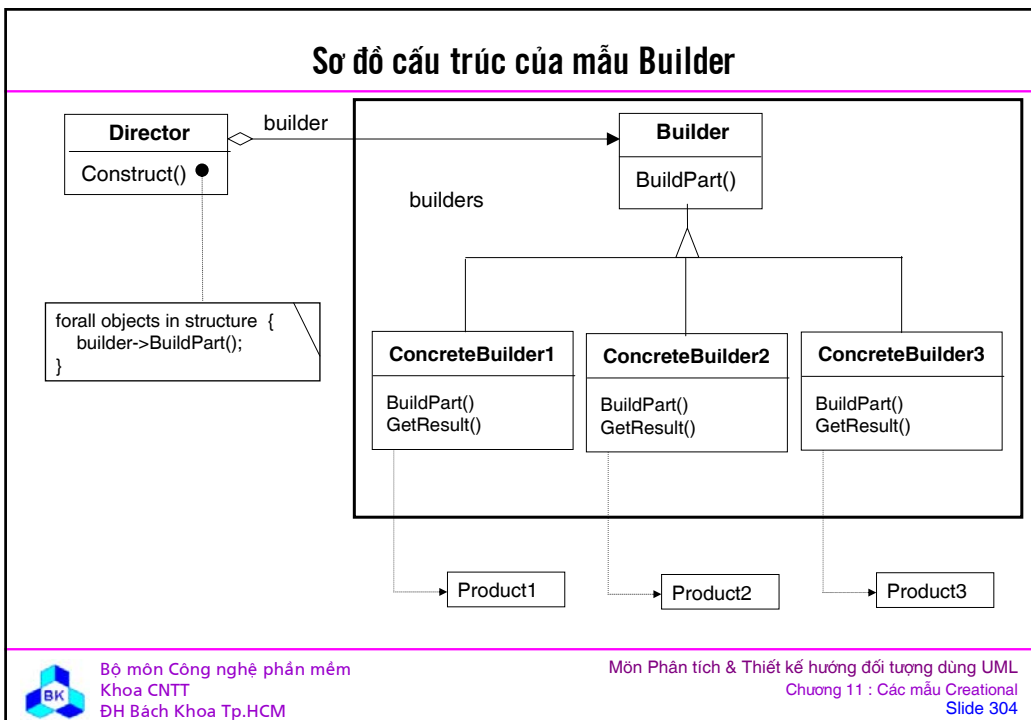 Sơ đồ cấu trúc của mẫu Builder
Director
Construct()
builder
Builder
BuildPart()
builders
forall objects in structure {
builder->BuildPart();
}
ConcreteBuilder1
BuildPart()
GetResult()
ConcreteBuilder2
BuildPart()
GetResult()
ConcreteBuilder3
BuildPart()
GetResult()
Product1
Product2
Product3
BK
Bộ môn Công nghệ phần mềm
Khoa CNTT
ĐH Bách Khoa Tp.HCM
Môn Phân tích & Thiết kế hướng đối tượng dùng UML
Chương 11 : Các mẫu Creational
Slide 304